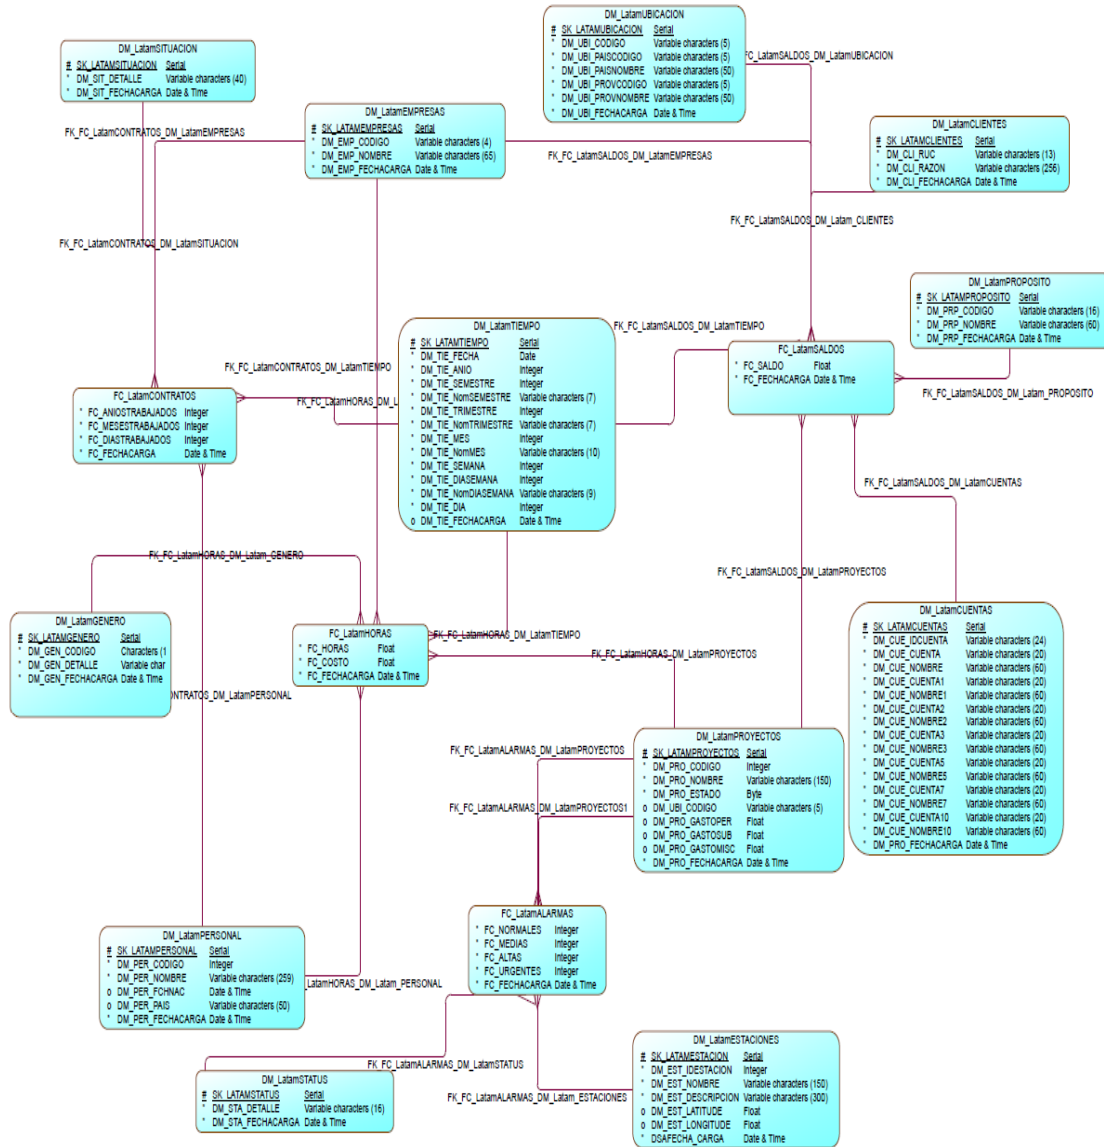 DM_LatamSITUACION
# SK_LATAMSITUACION Serial
* DM_SIT_DETALLE Variable characters (40)
* DM_SIT_FECHACARGA Date & Time
DM_LatamUBICACION
# SK_LATAMUBICACION Serial
* DM_UBI_CODIGO Variable characters (5)
* DM_UBI_PAISCODIGO Variable characters (5)
* DM_UBI_PAISNOMBRE Variable characters (50)
* DM_UBI_PROVCODIGO Variable characters (5)
* DM_UBI_PROVNOMBRE Variable characters (50)
* DM_UBI_FECHACARGA Date & Time
FC_LatamSALDOS_DM_LatamUBICACION
DM_LatamEMPRESAS
# SK_LATAMEMPRESAS Serial
* DM_EMP_CODIGO Variable characters (4)
* DM_EMP_NOMBRE Variable characters (65)
* DM_EMP_FECHACARGA Date & Time
FK_FC_LatamCONTRATOS_DM_LatamEMPRESAS
FK_FC_LatamSALDOS_DM_LatamEMPRESAS
DM_LatamCLIENTES
# SK_LATAMCLIENTES Serial
* DM_CLI_RUC Variable characters (13)
* DM_CLI_RAZON Variable characters (256)
* DM_CLI_FECHACARGA Date & Time
FK_FC_LatamSALDOS_DM_Latam_CLIENTES
FK_FC_LatamCONTRATOS_DM_LatamSITUACION
DM_LatamPROPOSITO
# SK_LATAMPROPOSITO Serial
* DM_PRP_CODIGO Variable characters (16)
* DM_PRP_NOMBRE Variable characters (60)
* DM_PRP_FECHACARGA Date & Time
DM_LatamTIEMPO
# SK_LATAMTIEMPO Serial
* DM_TIE_FECHA Date
* DM_TIE_ANIO Integer
* DM_TIE_SEMESTRE Integer
* DM_TIE_NomSEMESTRE Variable characters (7)
* DM_TIE_TRIMESTRE Integer
* DM_TIE_NomTRIMESTRE Variable characters (7)
* DM_TIE_MES Integer
* DM_TIE_NomMES Variable characters (10)
* DM_TIE_SEMANA Integer
* DM_TIE_DIASEMANA Integer
* DM_TIE_NomDIASEMANA Variable characters (9)
* DM_TIE_DIA Integer
o DM_TIE_FECHACARGA Date & Time
FK_FC_LatamSALDOS_DM_LatamTIEMPO
FC_LatamSALDOS
* FC_SALDO Float
* FC_FECHACARGA Date & Time
FK_FC_LatamSALDOS_DM_Latam_PROPOSITO
FK_FC_LatamCONTRATOS_DM_LatamTIEMPO
FC_LatamCONTRATOS
* FC_ANIOSTRABAJADOS Integer
* FC_MESESTRABAJADOS Integer
* FC_DIASTRABAJADOS Integer
* FC_FECHACARGA Date & Time
FK_FC_LatamHORAS_DM_L
FK_FC_LatamSALDOS_DM_LatamCUENTAS
FK_FC_LatamHORAS_DM_Latam_GENERO
FK_FC_LatamSALDOS_DM_LatamPROYECTOS
DM_LatamGENERO
# SK_LATAMGENERO Serial
* DM_GEN_CODIGO Characters (1
* DM_GEN_DETALLE Variable char
* DM_GEN_FECHACARGA Date & Time
FC_LatamHORAS
* FC_HORAS Float
* FC_COSTO Float
* FC_FECHACARGA Date & Time
FK_FC_LatamHORAS_DM_LatamTIEMPO
FK_FC_LatamHORAS_DM_LatamPROYECTOS
DM_LatamCUENTAS
# SK_LATAMCUENTAS Serial
* DM_CUE_IDCUENTA Variable characters (24)
* DM_CUE_CUENTA Variable characters (20)
* DM_CUE_NOMBRE Variable characters (60)
* DM_CUE_CUENTA1 Variable characters (20)
* DM_CUE_NOMBRE1 Variable characters (60)
* DM_CUE_CUENTA2 Variable characters (20)
* DM_CUE_NOMBRE2 Variable characters (60)
* DM_CUE_CUENTA3 Variable characters (20)
* DM_CUE_NOMBRE3 Variable characters (60)
* DM_CUE_CUENTA5 Variable characters (20)
* DM_CUE_NOMBRE5 Variable characters (60)
* DM_CUE_CUENTA7 Variable characters (20)
* DM_CUE_NOMBRE7 Variable characters (60)
* DM_CUE_CUENTA10 Variable characters (20)
* DM_CUE_NOMBRE10 Variable characters (60)
* DM_PRO_FECHACARGA Date & Time
ONTRATOS_DM_LatamPERSONAL
DM_LatamPROYECTOS
# SK_LATAMPROYECTOS Serial
* DM_PRO_CODIGO Integer
* DM_PRO_NOMBRE Variable characters (150)
* DM_PRO_ESTADO Byte
o DM_UBI_CODIGO Variable characters (5)
o DM_PRO_GASTOPER Float
o DM_PRO_GASTOSUB Float
o DM_PRO_GASTOMISC Float
* DM_PRO_FECHACARGA Date & Time
FK_FC_LatamALARMAS_DM_LatamPROYECTOS
FK_FC_LatamALARMAS_DM_LatamPROYECTOS1
FC_LatamALARMAS
* FC_NORMALES Integer
* FC_MEDIAS Integer
* FC_ALTAS Integer
* FC_URGENTES Integer
* FC_FECHACARGA Date & Time
DM_LatamPERSONAL
# SK_LATAMPERSONAL Serial
* DM_PER_CODIGO Integer
* DM_PER_NOMBRE Variable characters (259)
o DM_PER_FCHNAC Date & Time
o DM_PER_PAIS Variable characters (50)
* DM_PER_FECHACARGA Date & Time
LatamHORAS_DM_Latam_PERSONAL
FK_FC_LatamALARMAS_DM_LatamSTATUS
DM_LatamSTATUS
# SK_LATAMSTATUS Serial
* DM_STA_DETALLE Variable characters (16)
* DM_STA_FECHACARGA Date & Time
FK_FC_LatamALARMAS_DM_Latam_ESTACIONES
DM_LatamESTACIONES
# SK_LATAMESTACION Serial
* DM_EST_IDESTACION Integer
* DM_EST_NOMBRE Variable characters (150)
* DM_EST_DESCRIPCION Variable characters (300)
o DM_EST_LATITUDE Float
o DM_EST_LONGITUDE Float
* DSAFECHA_CARGA Date & Time